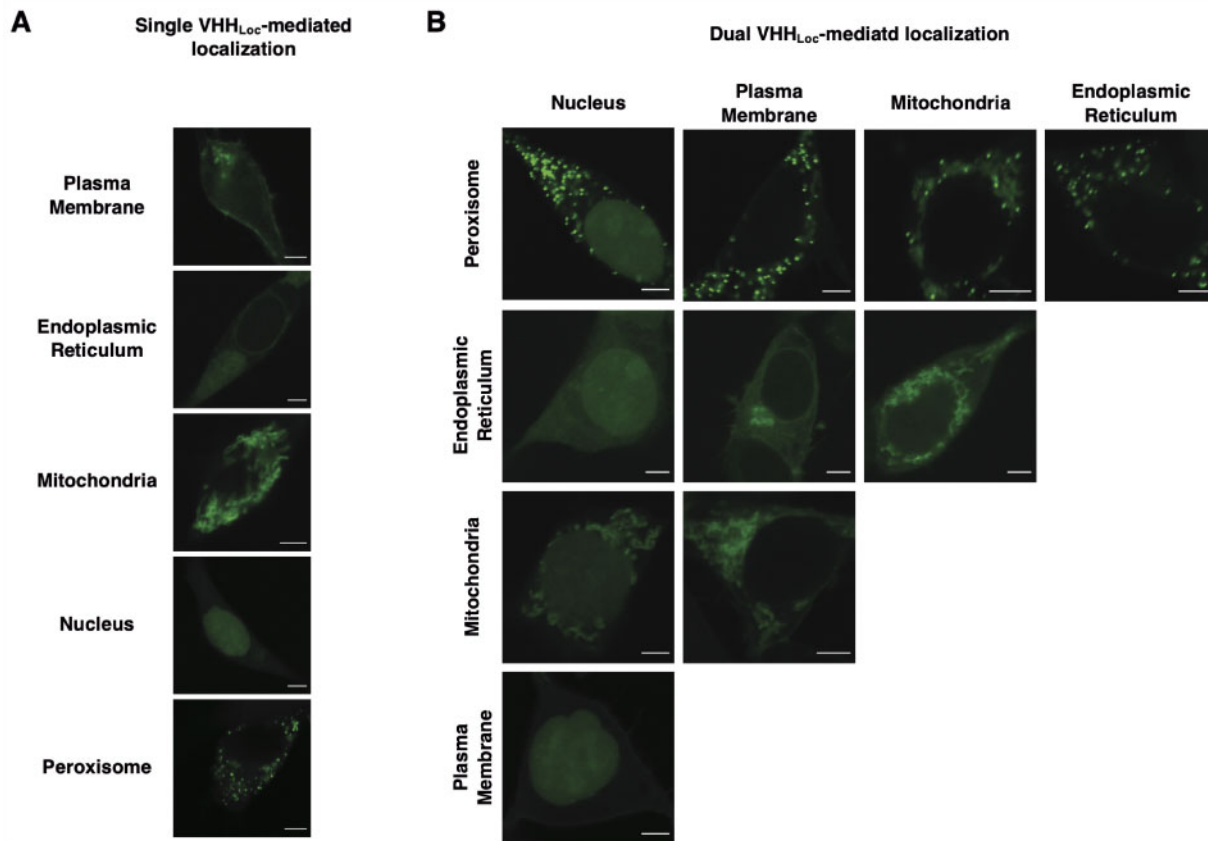 A
Single VHHLoc-mediated
localization
Plasma
Membrane
Endoplasmic
Reticulum
Mitochondria
Nucleus
Peroxisome
B
Dual VHHLoc-mediatd localization
Nucleus
Plasma
Membrane
Mitochondria
Endoplasmic
Reticulum
Peroxisome
Endoplasmic
Reticulum
Mitochondria
Plasma
Membrane